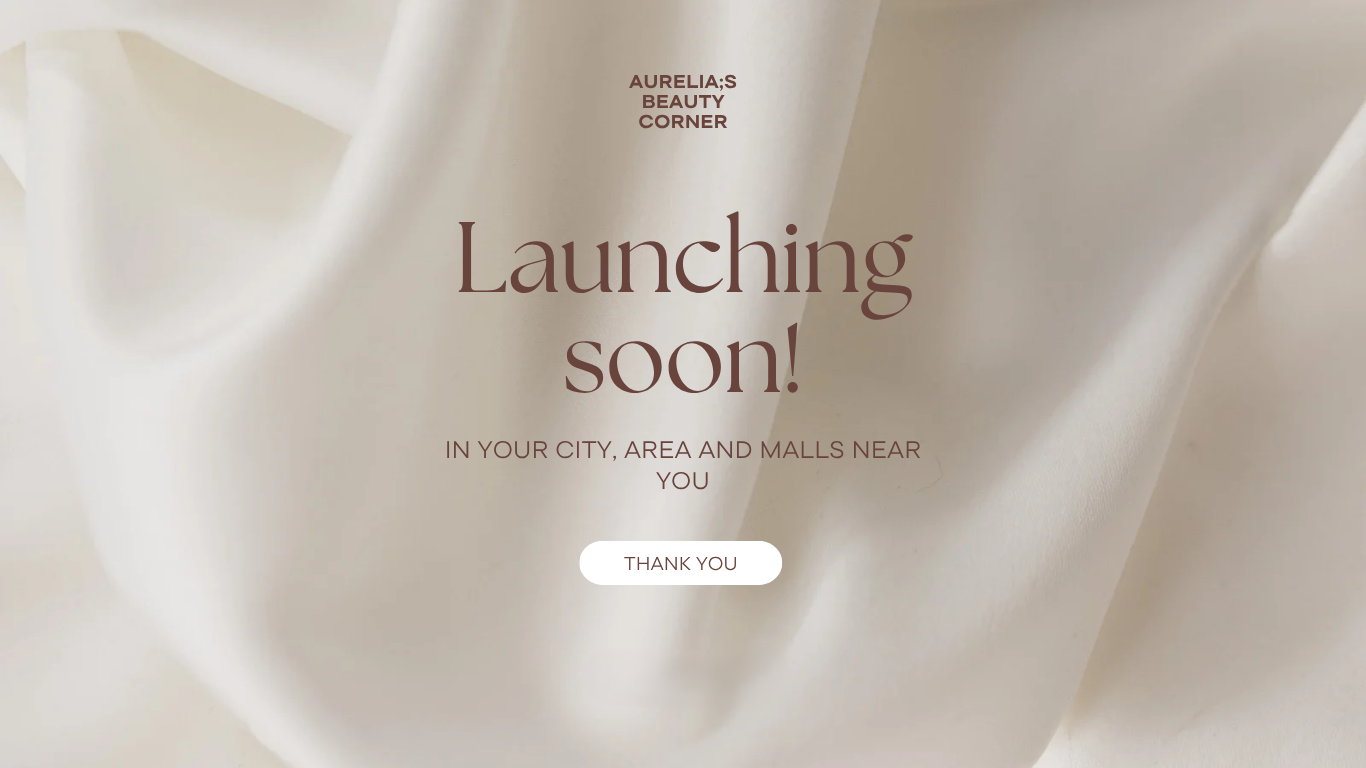 AURELIA;S
BEAUTY
CORNER
Launching
soon!
IN YOUR CITY, AREA AND MALLS NEAR
YOU
THANK YOU